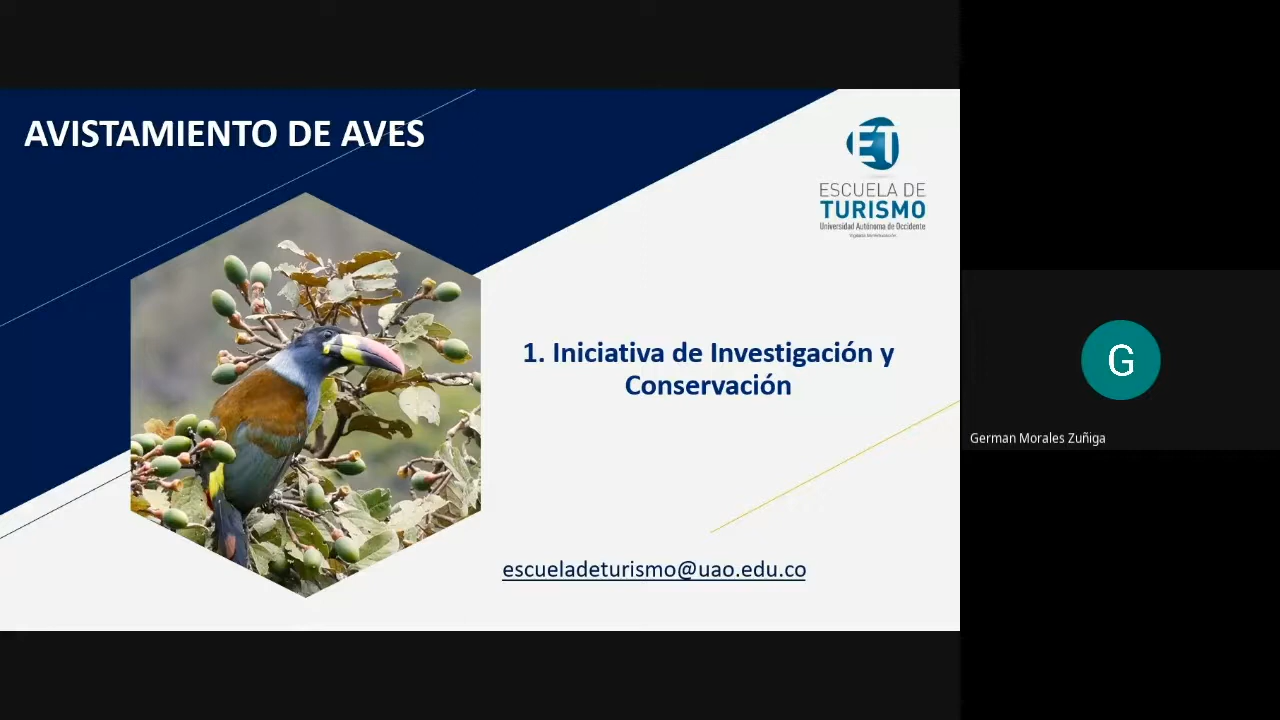 AVISTAMIENTO DE AVES
ET
ESCUELA DE
TURISMO
Universidad Autónoma de Occidente
1. Iniciativa de Investigación y
Conservación
escueladeturismo@uao.edu.co
G
German Morales Zuñiga